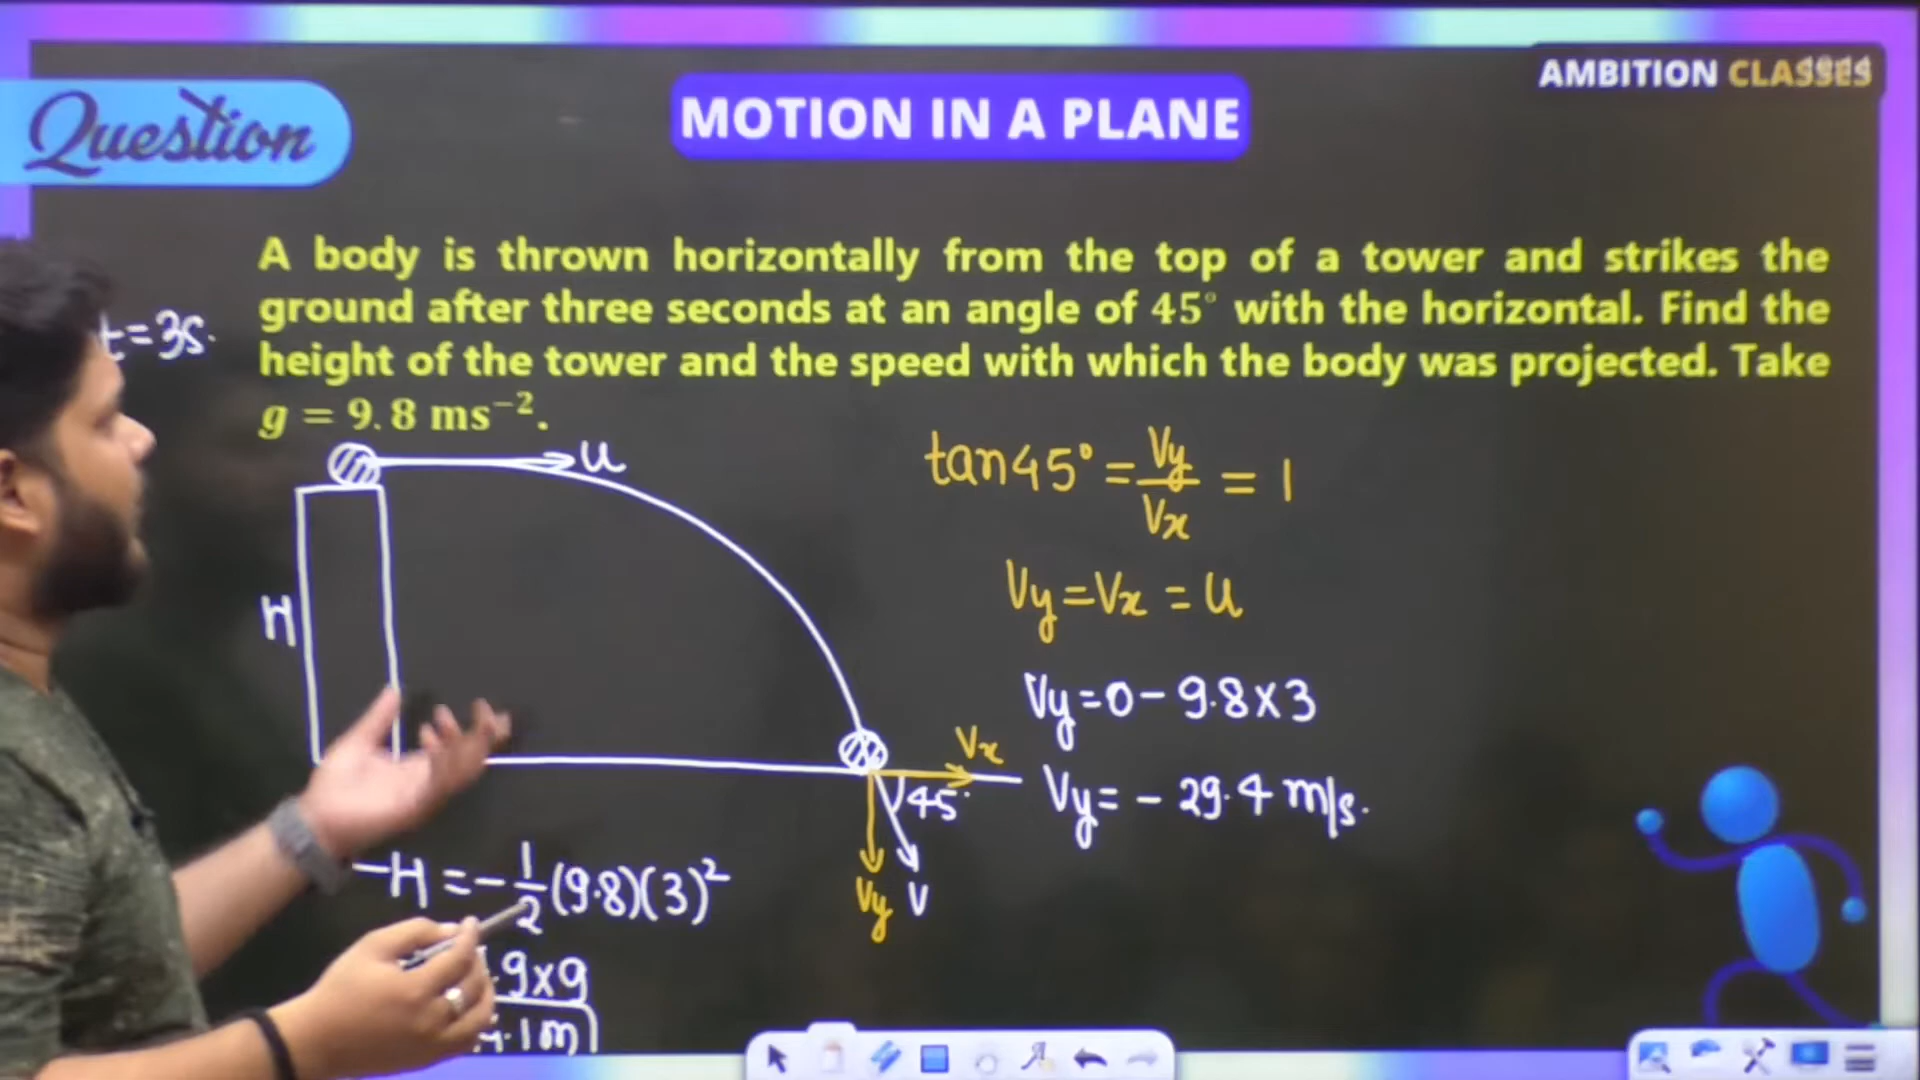 AMBITION CLASSES
Question
MOTION IN A PLANE
A body is thrown horizontally from the top of a tower and strikes the
ground after three seconds at an angle of 45° with the horizontal. Find the
height of the tower and the speed with which the body was projected. Take
g = 9.8 ms⁻².
t=3s.
u
H
tan45° = Vy/Vx = 1
Vy=Vx = u
Vy=0-9.8×3
Vy= - 29.4 m/s.
Vx
45°
Vy
V
-H = -1/2 (9.8)(3)²
.9×9
.1m